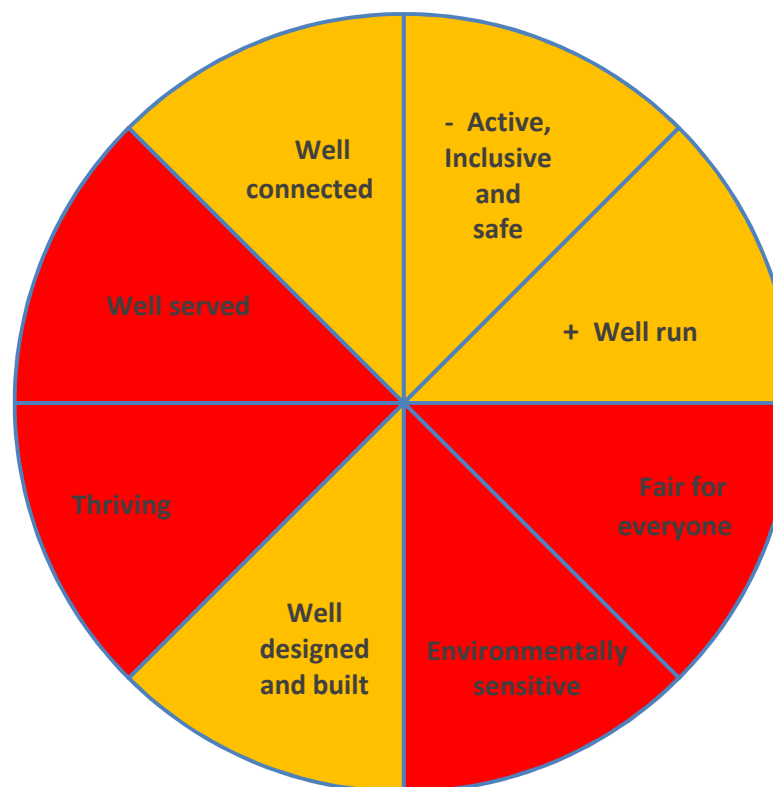 - Active,
Inclusive
and
safe
+ Well run
Fair for
everyone
Environmentally
sensitive
Well
designed
and built
Thriving
Well served
Well
connected